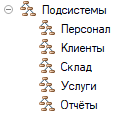 Подсистемы
Персонал
Клиенты
Склад
Услуги
Отчёты